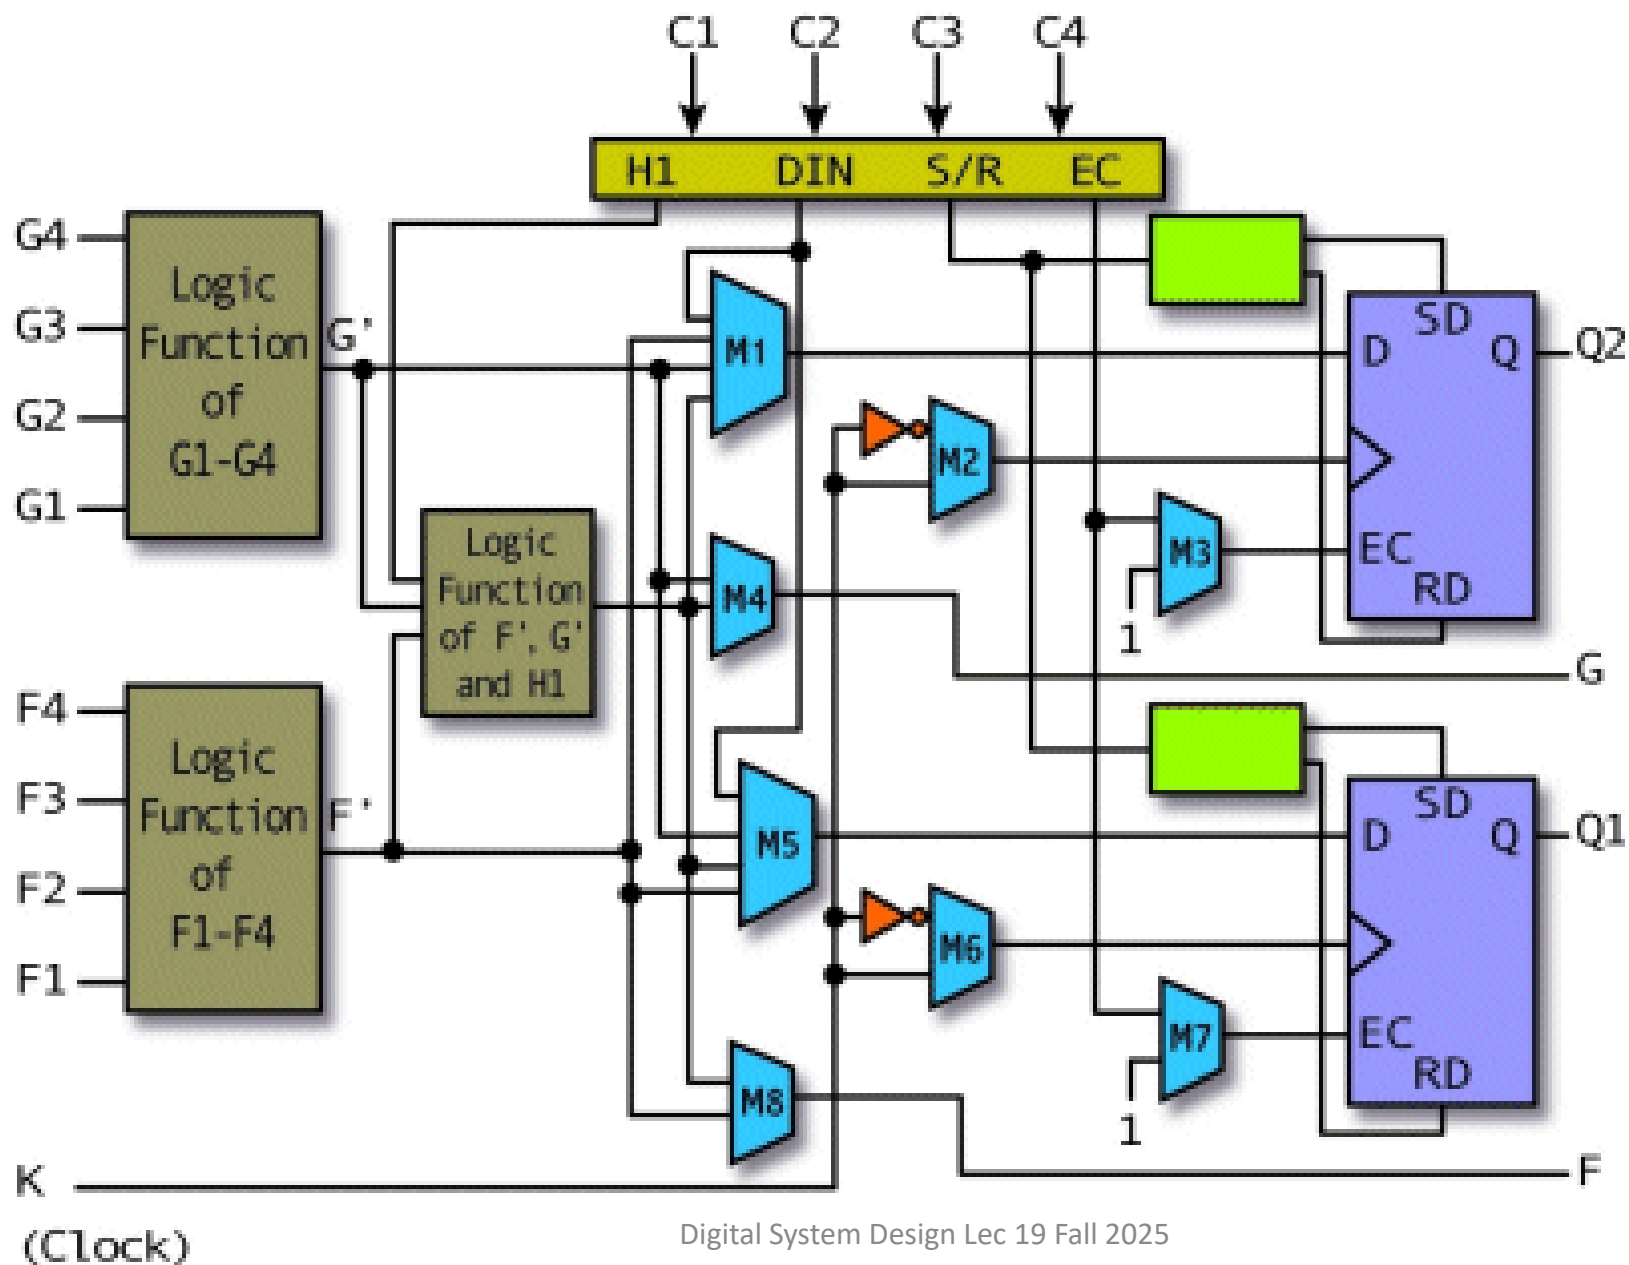 C1 C2 C3 C4
H1 DIN S/R EC
G4
G3
G2
G1
Logic
Function
of
G1-G4
G'
M1
SD
D
Q
Q2
M2
M3
EC
RD
1
Logic
Function
of F', G'
and H1
M4
G
F4
F3
F2
F1
Logic
Function
of
F1-F4
F'
M5
SD
D
Q
Q1
M6
M7
EC
RD
1
M8
F
K
(Clock)
Digital System Design Lec 19 Fall 2025